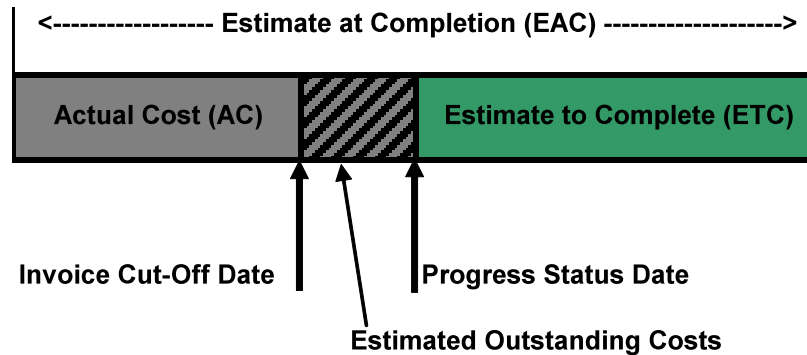 <------------------ Estimate at Completion (EAC) -------------------->
Actual Cost (AC)
Estimate to Complete (ETC)
Invoice Cut-Off Date
Progress Status Date
Estimated Outstanding Costs